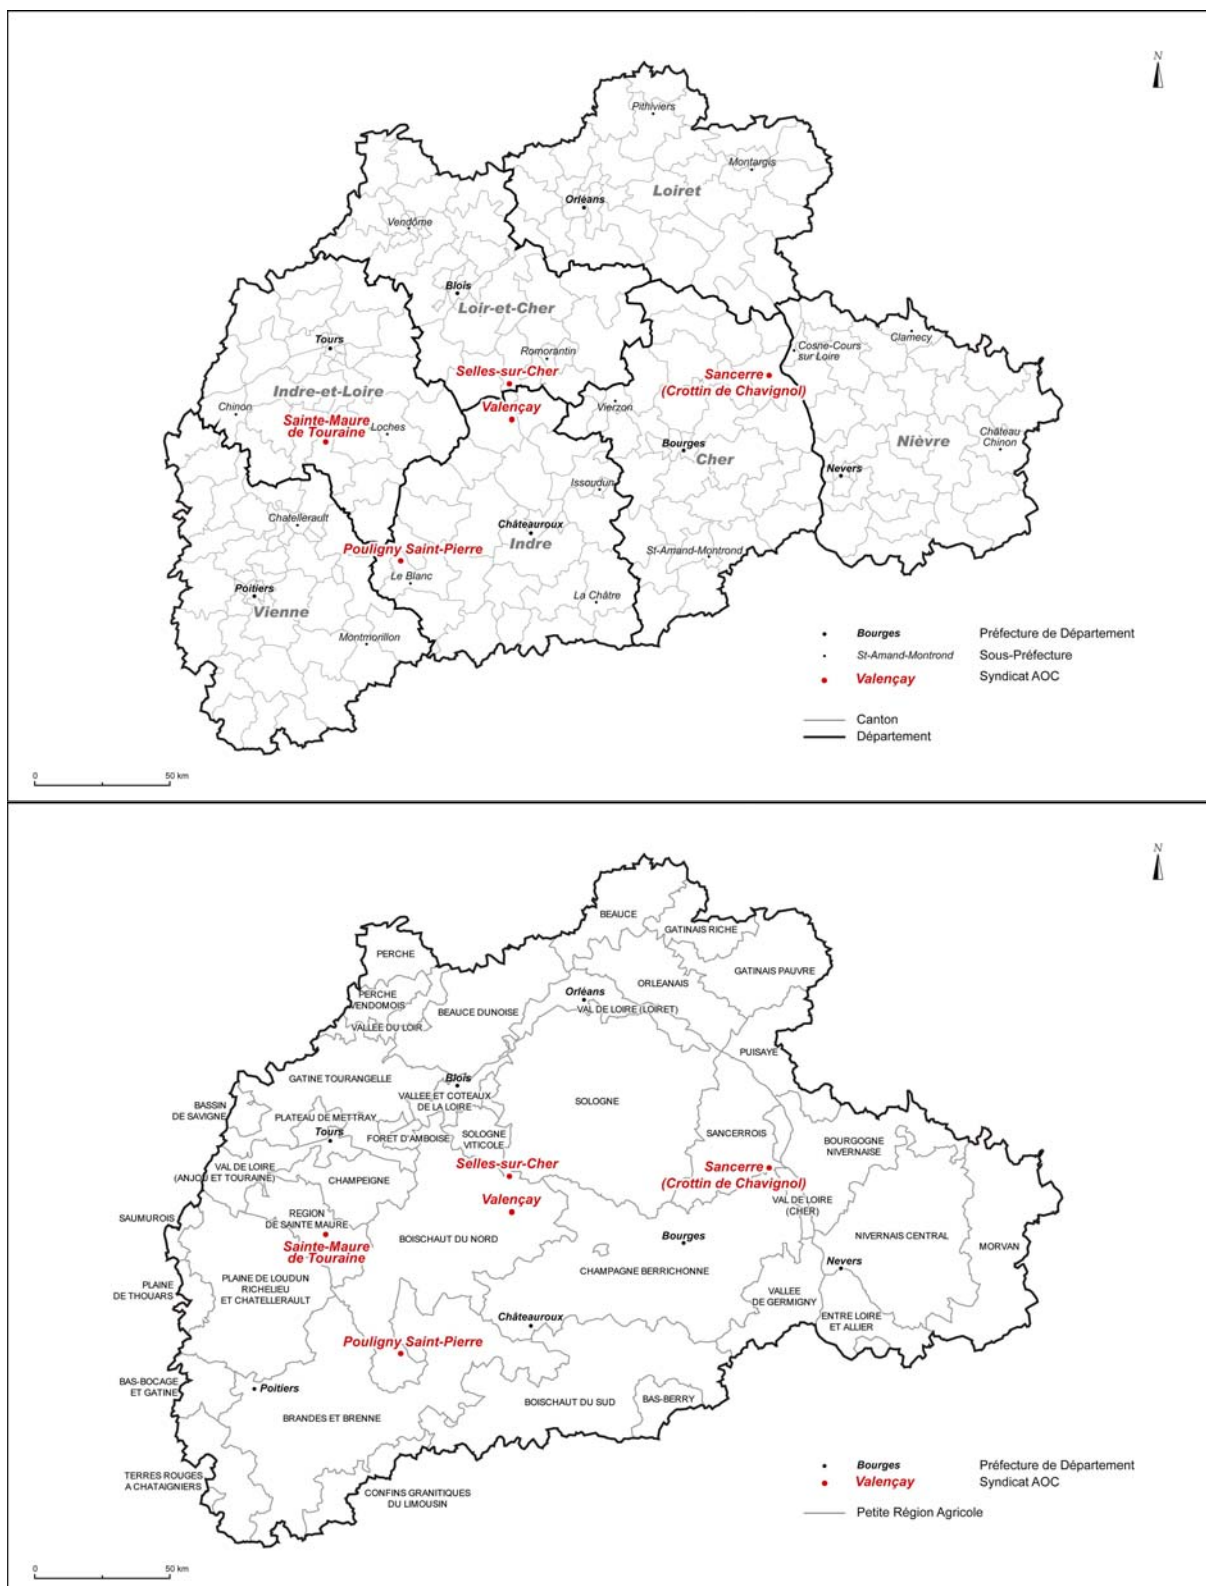 N
Pithiviers
Montargis
Loiret
Orléans
Vendôme
Blois
Loir-et-Cher
Tours
Romorantin
Cosne-Cours
sur Loire
Clamecy
Selles-sur-Cher
Sancerre
(Crottin de Chavignol)
Indre-et-Loire
Valençay
Vierzon
Chinon
Sainte-Maure
de Touraine
Loches
Bourges
Cher
Nièvre
Château
Chinon
Nevers
Issoudun
Chatellerault
Châteauroux
Indre
Pouligny Saint-Pierre
Le Blanc
St-Amand-Montrond
Poitiers
Vienne
La Châtre
Montmorillon
Bourges Préfecture de Département
St-Amand-Montrond Sous-Préfecture
Valençay Syndicat AOC
Canton
Département
0 50 km
N
BEAUCE
GATINAIS RICHE
PERCHE
GATINAIS PAUVRE
ORLEANAIS
Orléans
PERCHE
VENDOMOIS
BEAUCE DUNOISE
VAL DE LOIRE (LOIRET)
VALLEE DU LOIR
PUISAYE
GATINE TOURANGELLE
Blois
VALLEE ET COTEAUX
DE LA LOIRE
SOLOGNE
BASSIN
DE SAVIGNE
PLATEAU DE METTRAY
Tours
FORET D'AMBOISE
SOLOGNE
VITICOLE
SANCERROIS
BOURGOGNE
NIVERNAISE
VAL DE LOIRE
(ANJOU ET TOURAINE)
CHAMPEIGNE
Selles-sur-Cher
Sancerre
(Crottin de Chavignol)
Valençay
VAL DE LOIRE
(CHER)
SAUMUROIS
REGION
DE SAINTE MAURE
Sainte-Maure
de Touraine
BOISCHAUT DU NORD
Bourges
NIVERNAIS CENTRAL
MORVAN
CHAMPAGNE BERRICHONNE
Nevers
PLAINE
DE THOUARS
PLAINE DE LOUDUN
RICHELIEU
ET CHATELLERAULT
VALLEE
DE GERMIGNY
ENTRE LOIRE
ET ALLIER
Châteauroux
Pouligny Saint-Pierre
BAS-BOCAGE
ET GATINE
Poitiers
BOISCHAUT DU SUD
BAS-BERRY
BRANDES ET BRENNE
TERRES ROUGES
A CHATAIGNIERS
CONFINS GRANITIQUES
DU LIMOUSIN
Bourges Préfecture de Département
Valençay Syndicat AOC
Petite Région Agricole
0 50 km